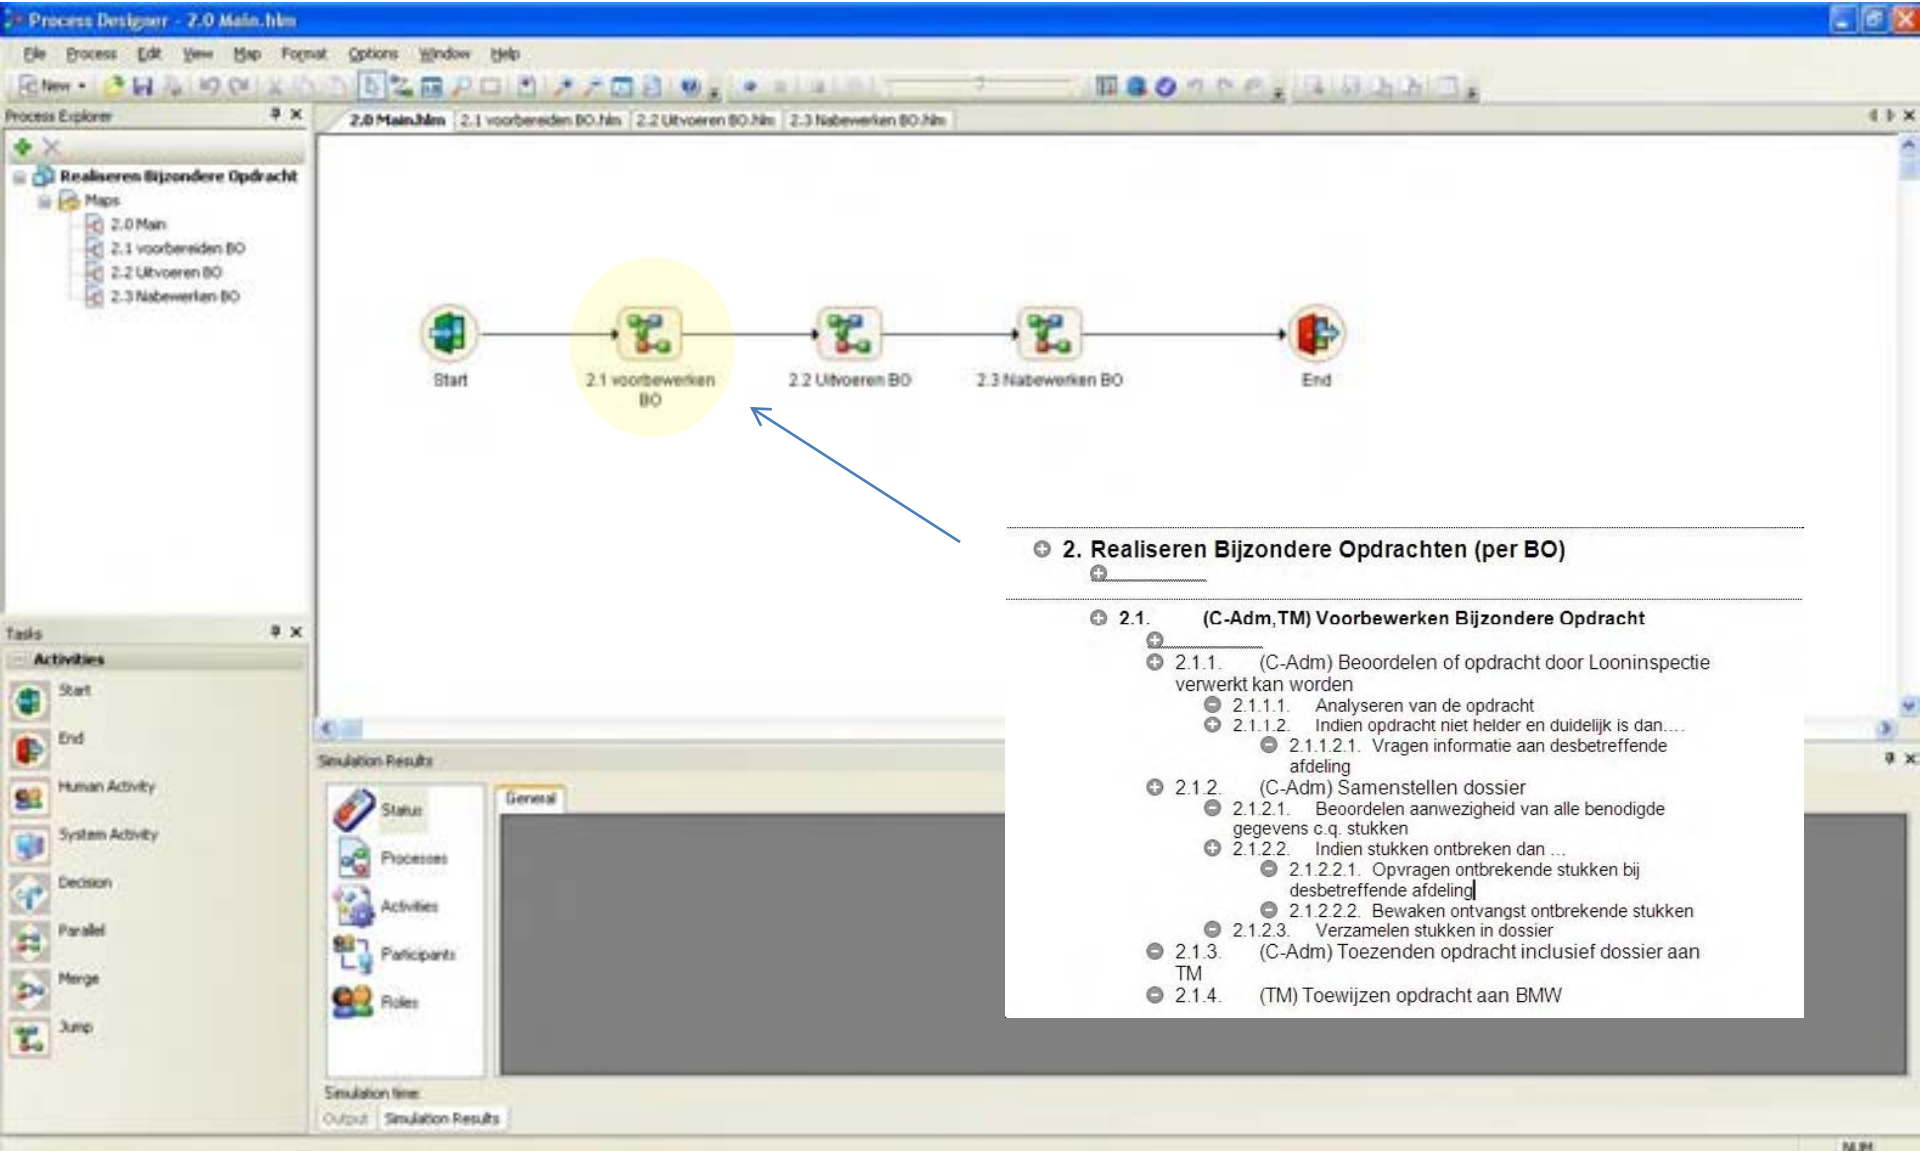 Process Designer - 2.0 Main.hlm
File Process Edit View Map Format Options Window Help
New
Process Explorer
2.0 Main.hlm 2.1 voorbereiden BO.hlm 2.2 Uitvoeren BO.hlm 2.3 Nabewerken BO.hlm
Realiseren Bijzondere Opdracht
Maps
2.0 Main
2.1 voorbereiden BO
2.2 Uitvoeren BO
2.3 Nabewerken BO
Start
2.1 voorbewerken
BO
2.2 Uitvoeren BO
2.3 Nabewerken BO
End
2. Realiseren Bijzondere Opdrachten (per BO)
2.1. (C-Adm,TM) Voorbewerken Bijzondere Opdracht
2.1.1. (C-Adm) Beoordelen of opdracht door Looninspectie
verwerkt kan worden
2.1.1.1. Analyseren van de opdracht
2.1.1.2. Indien opdracht niet helder en duidelijk is dan....
2.1.1.2.1. Vragen informatie aan desbetreffende
afdeling
2.1.2. (C-Adm) Samenstellen dossier
2.1.2.1. Beoordelen aanwezigheid van alle benodigde
gegevens c.q. stukken
2.1.2.2. Indien stukken ontbreken dan ...
2.1.2.2.1. Opvragen ontbrekende stukken bij
desbetreffende afdeling
2.1.2.2.2. Bewaken ontvangst ontbrekende stukken
2.1.2.3. Verzamelen stukken in dossier
2.1.3. (C-Adm) Toezenden opdracht inclusief dossier aan
TM
2.1.4. (TM) Toewijzen opdracht aan BMW
Tasks
Activities
Start
End
Human Activity
System Activity
Decision
Parallel
Merge
Jump
Simulation Results
Status
Processes
Activities
Participants
Roles
General
Simulation time:
Output Simulation Results
NUM